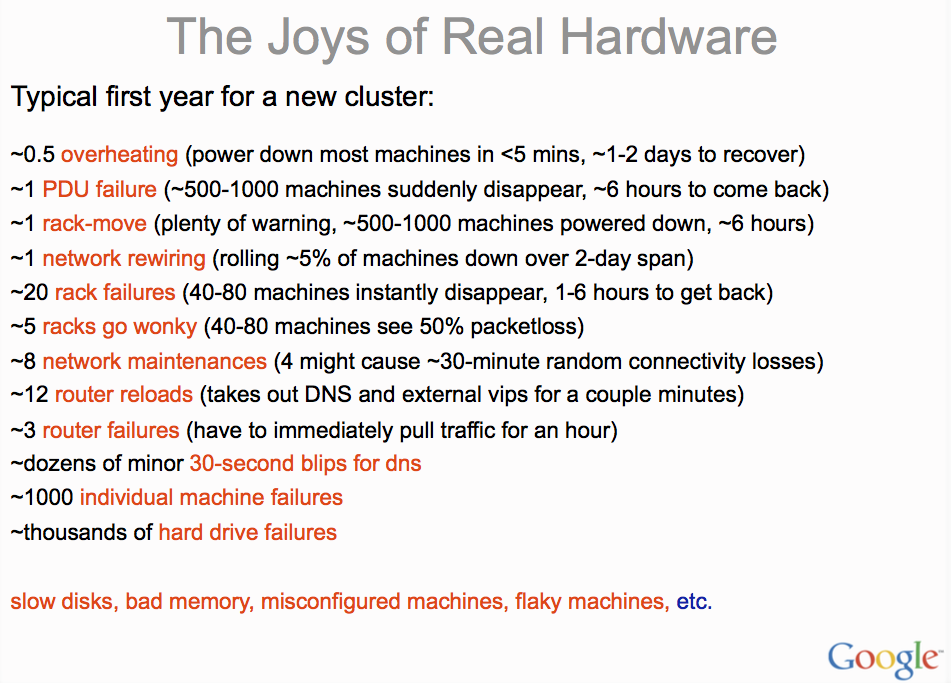 The Joys of Real Hardware
Typical first year for a new cluster:
~0.5 overheating (power down most machines in <5 mins, ~1-2 days to recover)
~1 PDU failure (~500-1000 machines suddenly disappear, ~6 hours to come back)
~1 rack-move (plenty of warning, ~500-1000 machines powered down, ~6 hours)
~1 network rewiring (rolling ~5% of machines down over 2-day span)
~20 rack failures (40-80 machines instantly disappear, 1-6 hours to get back)
~5 racks go wonky (40-80 machines see 50% packetloss)
~8 network maintenances (4 might cause ~30-minute random connectivity losses)
~12 router reloads (takes out DNS and external vips for a couple minutes)
~3 router failures (have to immediately pull traffic for an hour)
~dozens of minor 30-second blips for dns
~1000 individual machine failures
~thousands of hard drive failures
slow disks, bad memory, misconfigured machines, flaky machines, etc.
Google™